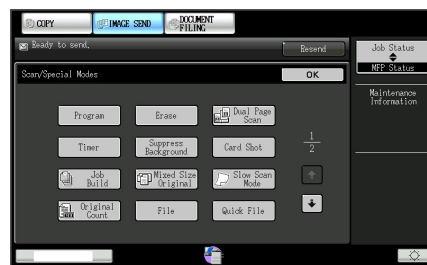 COPY
IMAGE SEND
DOCUMENT
FILING
Ready to send.
Resend
Job Status
MFP Status
Scan/Special Modes
OK
Maintenance
Information
Program
Erase
Dual Page
Scan
Timer
Suppress
Background
Card Shot
1
2
Job
Build
Mixed Size
Original
Slow Scan
Mode
Original
Count
File
Quick File